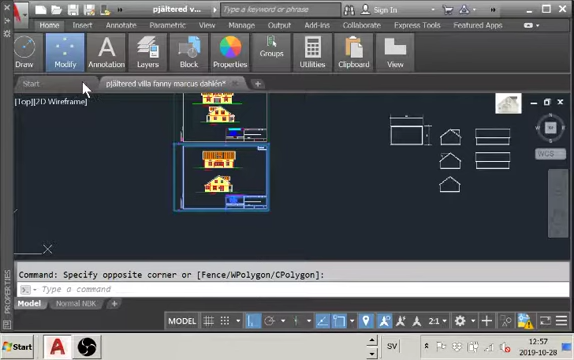 pjältered v...
Type a keyword or phrase
Sign In
Home Insert Annotate Parametric View Manage Output Add-ins Collaborate Express Tools Featured Apps
Draw Modify Annotation Layers Block Properties Groups Utilities Clipboard View
Start pjältered villa fanny marcus dahlén*
[Top][2D Wireframe]
WCS
Command: Specify opposite corner or [Fence/WPolygon/CPolygon]:
Type a command
PROPERTIES
Model Normal NBK
MODEL 2:1
Start SV 12:57
2019-10-28